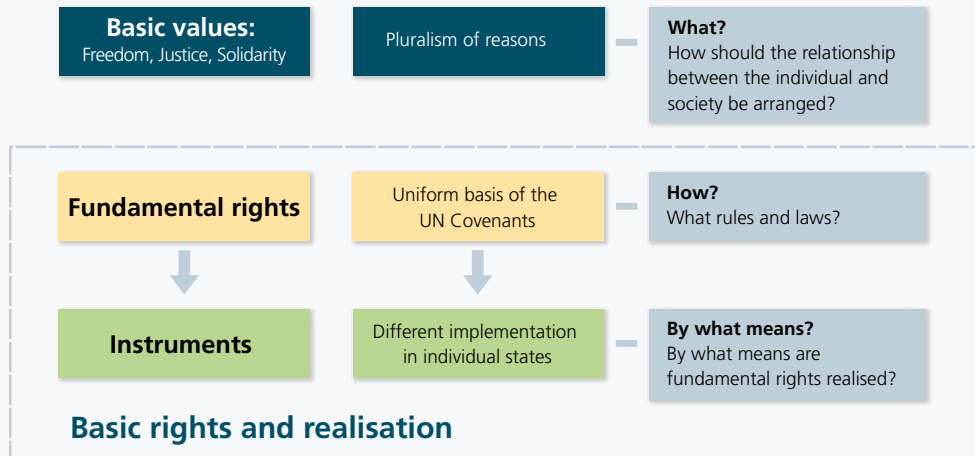 Basic values:
Freedom, Justice, Solidarity
Pluralism of reasons
What?
How should the relationship
between the individual and
society be arranged?
Fundamental rights
Uniform basis of the
UN Covenants
How?
What rules and laws?
Instruments
Different implementation
in individual states
By what means?
By what means are
fundamental rights realised?
Basic rights and realisation